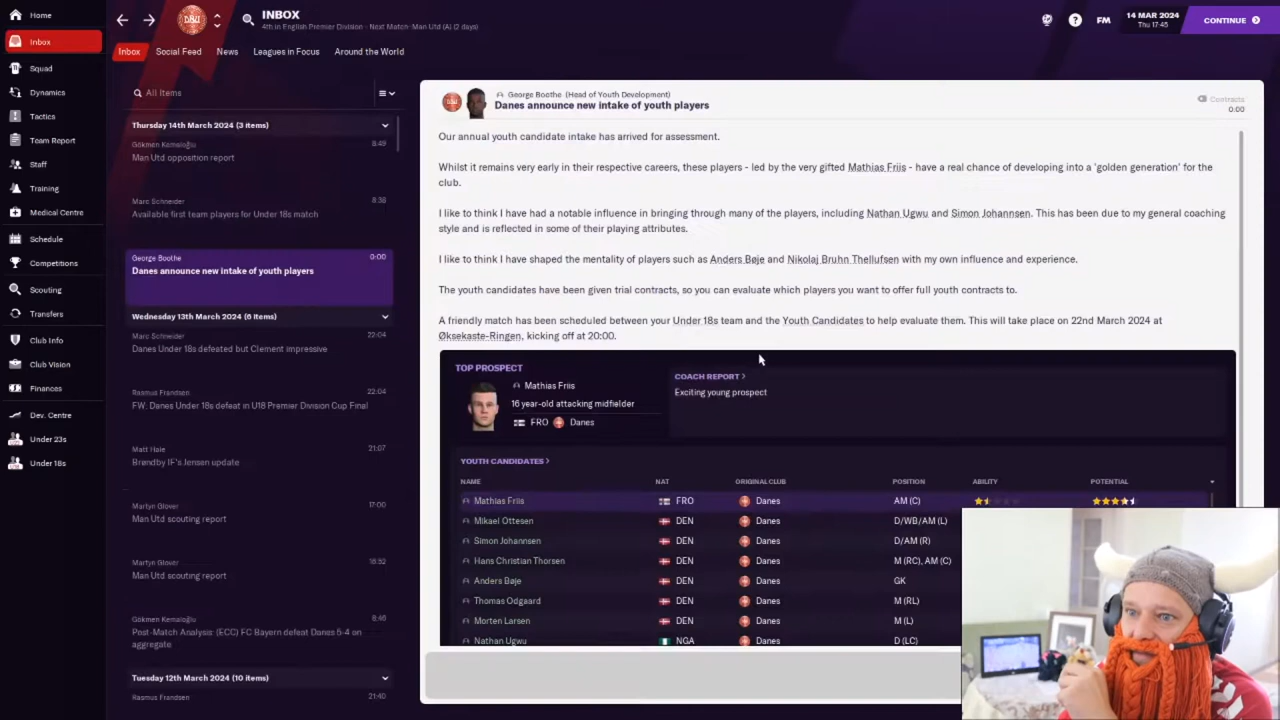 Home
INBOX
4th in English Premier Division - Next Match: Man Utd (A) (2 days)
FM
14 MAR 2024
Thu 17:45
CONTINUE
Inbox
Squad
Dynamics
Tactics
Team Report
Staff
Training
Medical Centre
Schedule
Competitions
Scouting
Transfers
Club Info
Club Vision
Finances
Dev. Centre
Under 23s
Under 18s
Inbox
Social Feed
News
Leagues in Focus
Around the World
All Items
Thursday 14th March 2024 (3 items)
Gökmen Kemaloğlu
8:49
Man Utd opposition report
Marc Schneider
8:38
Available first team players for Under 18s match
George Boothe
0:00
Danes announce new intake of youth players
Wednesday 13th March 2024 (6 items)
Marc Schneider
22:04
Danes Under 18s defeated but Clement impressive
Rasmus Frandsen
22:04
FW: Danes Under 18s defeat in U18 Premier Division Cup Final
Matt Hale
21:07
Brøndby IF's Jensen update
Martyn Glover
17:00
Man Utd scouting report
Martyn Glover
16:32
Man Utd scouting report
Gökmen Kemaloğlu
8:46
Post-Match Analysis: (ECC) FC Bayern defeat Danes 5-4 on
aggregate
Tuesday 12th March 2024 (10 items)
Rasmus Frandsen
21:40
George Boothe (Head of Youth Development)
Danes announce new intake of youth players
Contracts
0:00
Our annual youth candidate intake has arrived for assessment.
Whilst it remains very early in their respective careers, these players - led by the very gifted Mathias Friis - have a real chance of developing into a 'golden generation' for the
club.
I like to think I have had a notable influence in bringing through many of the players, including Nathan Ugwu and Simon Johannsen. This has been due to my general coaching
style and is reflected in some of their playing attributes.
I like to think I have shaped the mentality of players such as Anders Bøje and Nikolaj Bruhn Thellufsen with my own influence and experience.
The youth candidates have been given trial contracts, so you can evaluate which players you want to offer full youth contracts to.
A friendly match has been scheduled between your Under 18s team and the Youth Candidates to help evaluate them. This will take place on 22nd March 2024 at
Øksekaste-Ringen, kicking off at 20:00.
TOP PROSPECT
Mathias Friis
16 year-old attacking midfielder
FRO Danes
COACH REPORT >
Exciting young prospect
YOUTH CANDIDATES >
NAME NAT ORIGINAL CLUB POSITION ABILITY POTENTIAL
Mathias Friis FRO Danes AM (C)
Mikael Ottesen DEN Danes D/WB/AM (L)
Simon Johannsen DEN Danes D/AM (R)
Hans Christian Thorsen DEN Danes M (RC), AM (C)
Anders Bøje DEN Danes GK
Thomas Odgaard DEN Danes M (RL)
Morten Larsen DEN Danes M (L)
Nathan Ugwu NGA Danes D (LC)